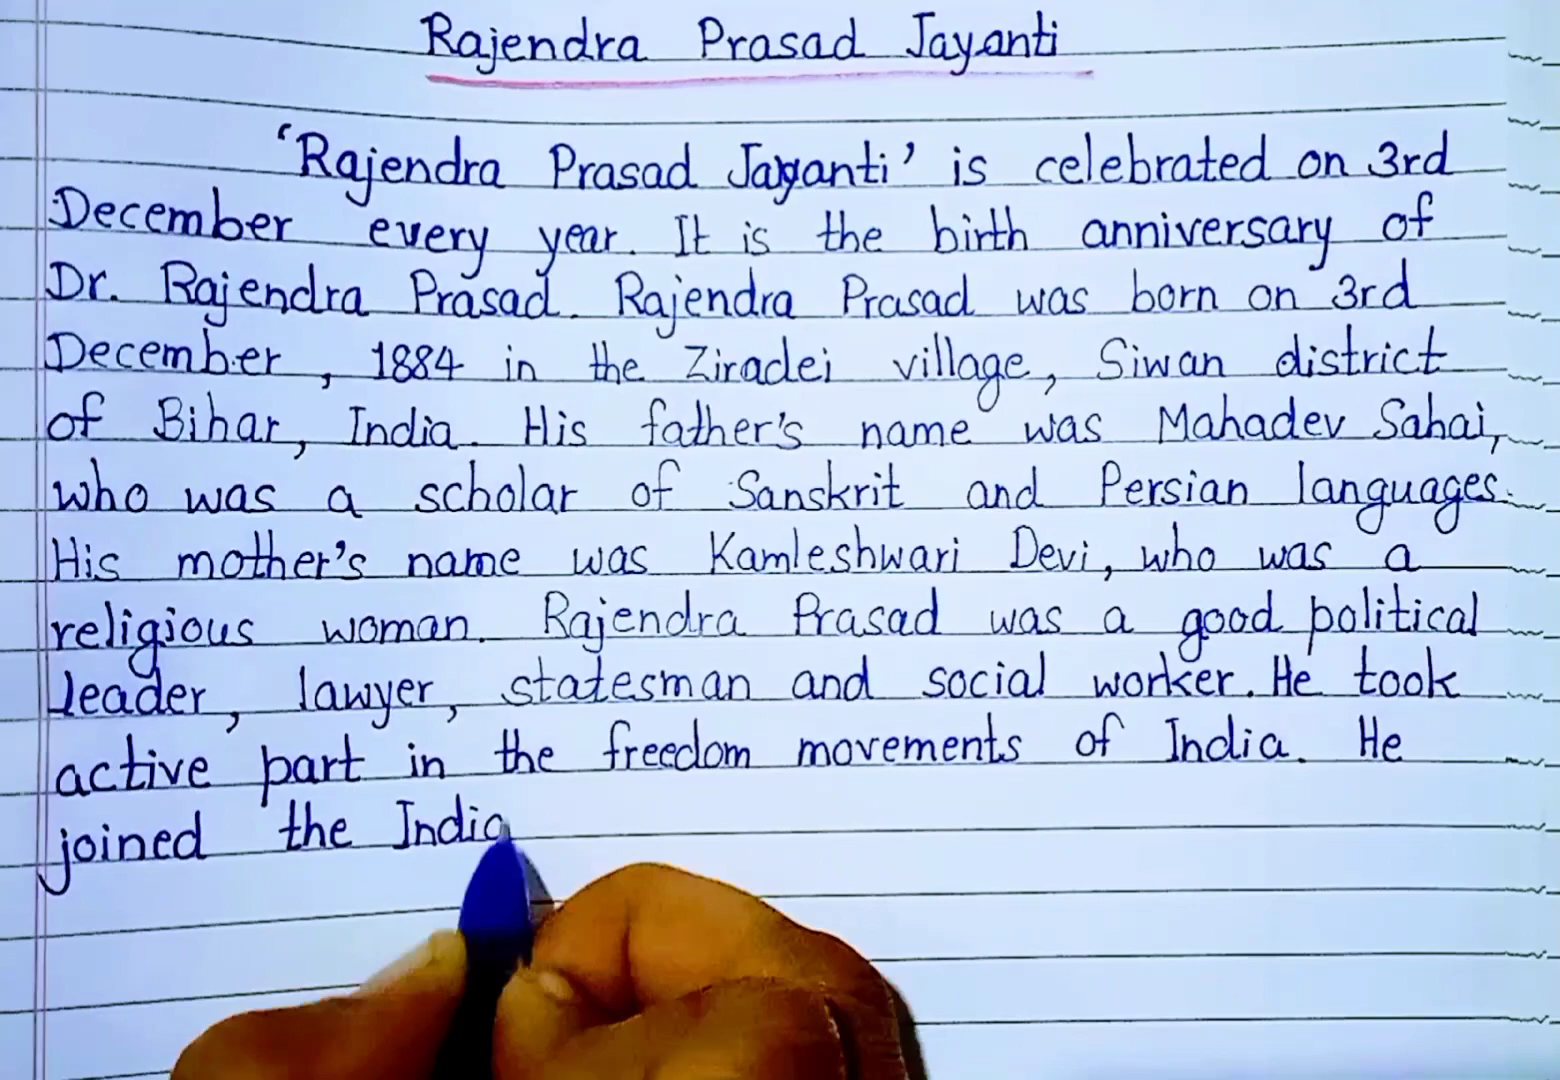 Rajendra Prasad Jayanti
‘Rajendra Prasad Jayanti’ is celebrated on 3rd
December every year. It is the birth anniversary of
Dr. Rajendra Prasad. Rajendra Prasad was born on 3rd
December, 1884 in the Ziradei village, Siwan district
of Bihar, India. His father's name was Mahadev Sahai,
who was a scholar of Sanskrit and Persian languages.
His mother's name was Kamleshwari Devi, who was a
religious woman. Rajendra Prasad was a good political
leader, lawyer, statesman and social worker. He took
active part in the freedom movements of India. He
joined the India